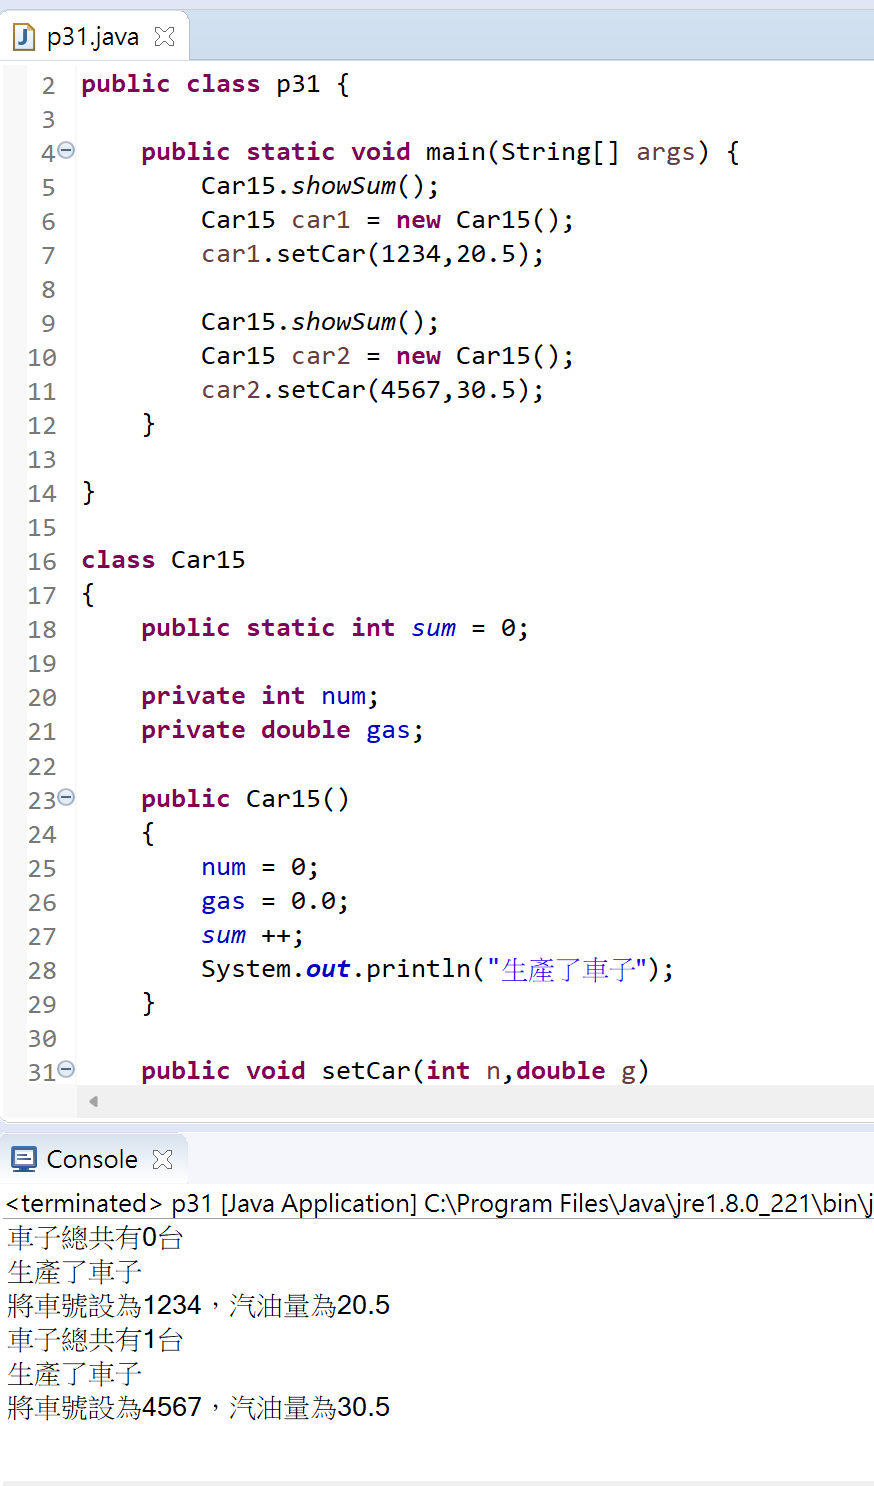 p31.java
2 public class p31 {
3
4 public static void main(String[] args) {
5 Car15.showSum();
6 Car15 car1 = new Car15();
7 car1.setCar(1234,20.5);
8
9 Car15.showSum();
10 Car15 car2 = new Car15();
11 car2.setCar(4567,30.5);
12 }
13
14 }
15
16 class Car15
17 {
18 public static int sum = 0;
19
20 private int num;
21 private double gas;
22
23 public Car15()
24 {
25 num = 0;
26 gas = 0.0;
27 sum ++;
28 System.out.println("生產了車子");
29 }
30
31 public void setCar(int n,double g)
Console
<terminated> p31 [Java Application] C:\Program Files\Java\jre1.8.0_221\bin\j
車子總共有0台
生產了車子
將車號設為1234，汽油量為20.5
車子總共有1台
生產了車子
將車號設為4567，汽油量為30.5